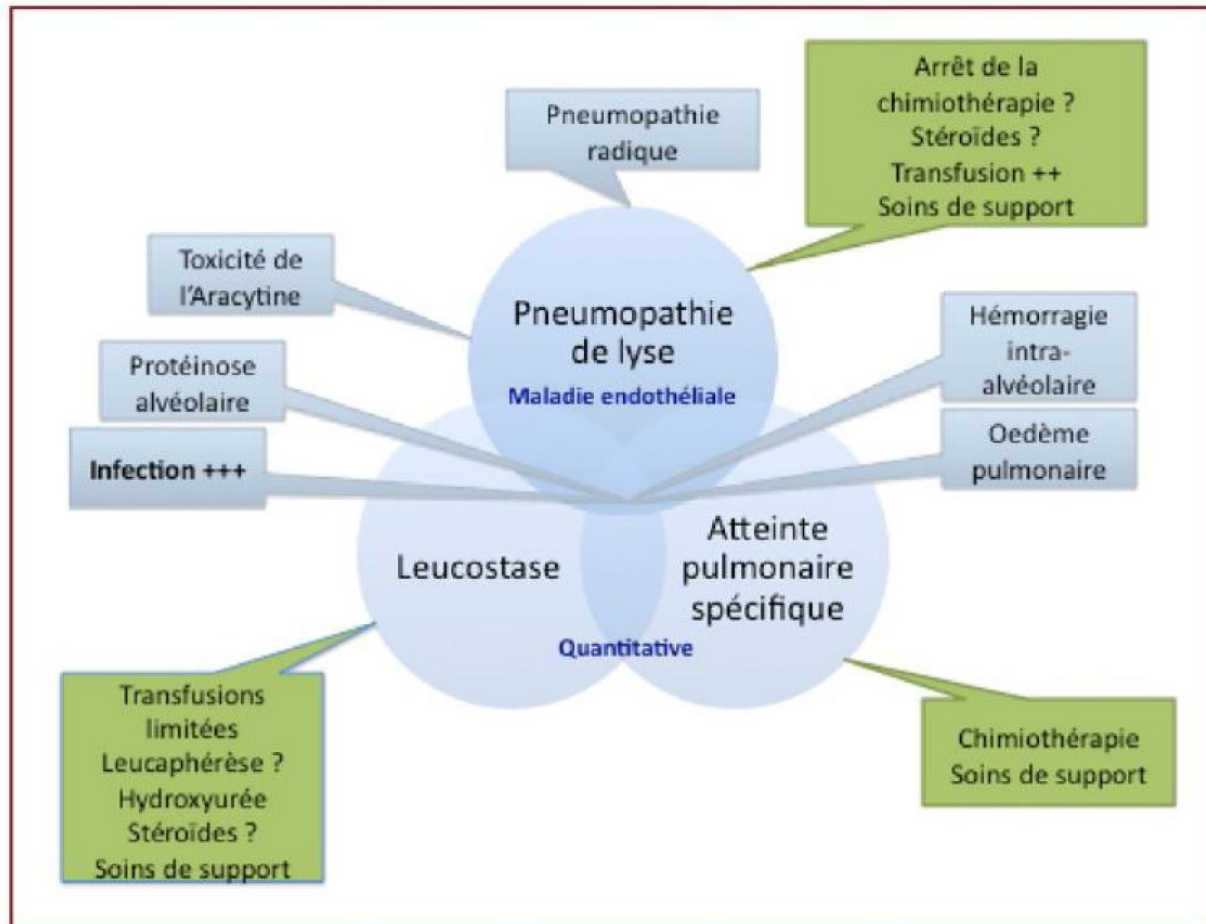 Arrêt de la
chimiothérapie ?
Stéroïdes ?
Transfusion ++
Soins de support
Pneumopathie
radique
Toxicité de
l'Aracytine
Pneumopathie
de lyse
Maladie endothéliale
Hémorragie
intra-
alvéolaire
Protéinose
alvéolaire
Oedème
pulmonaire
Infection +++
Leucostase
Atteinte
pulmonaire
spécifique
Quantitative
Transfusions
limitées
Leucaphérèse ?
Hydroxyurée
Stéroïdes ?
Soins de support
Chimiothérapie
Soins de support